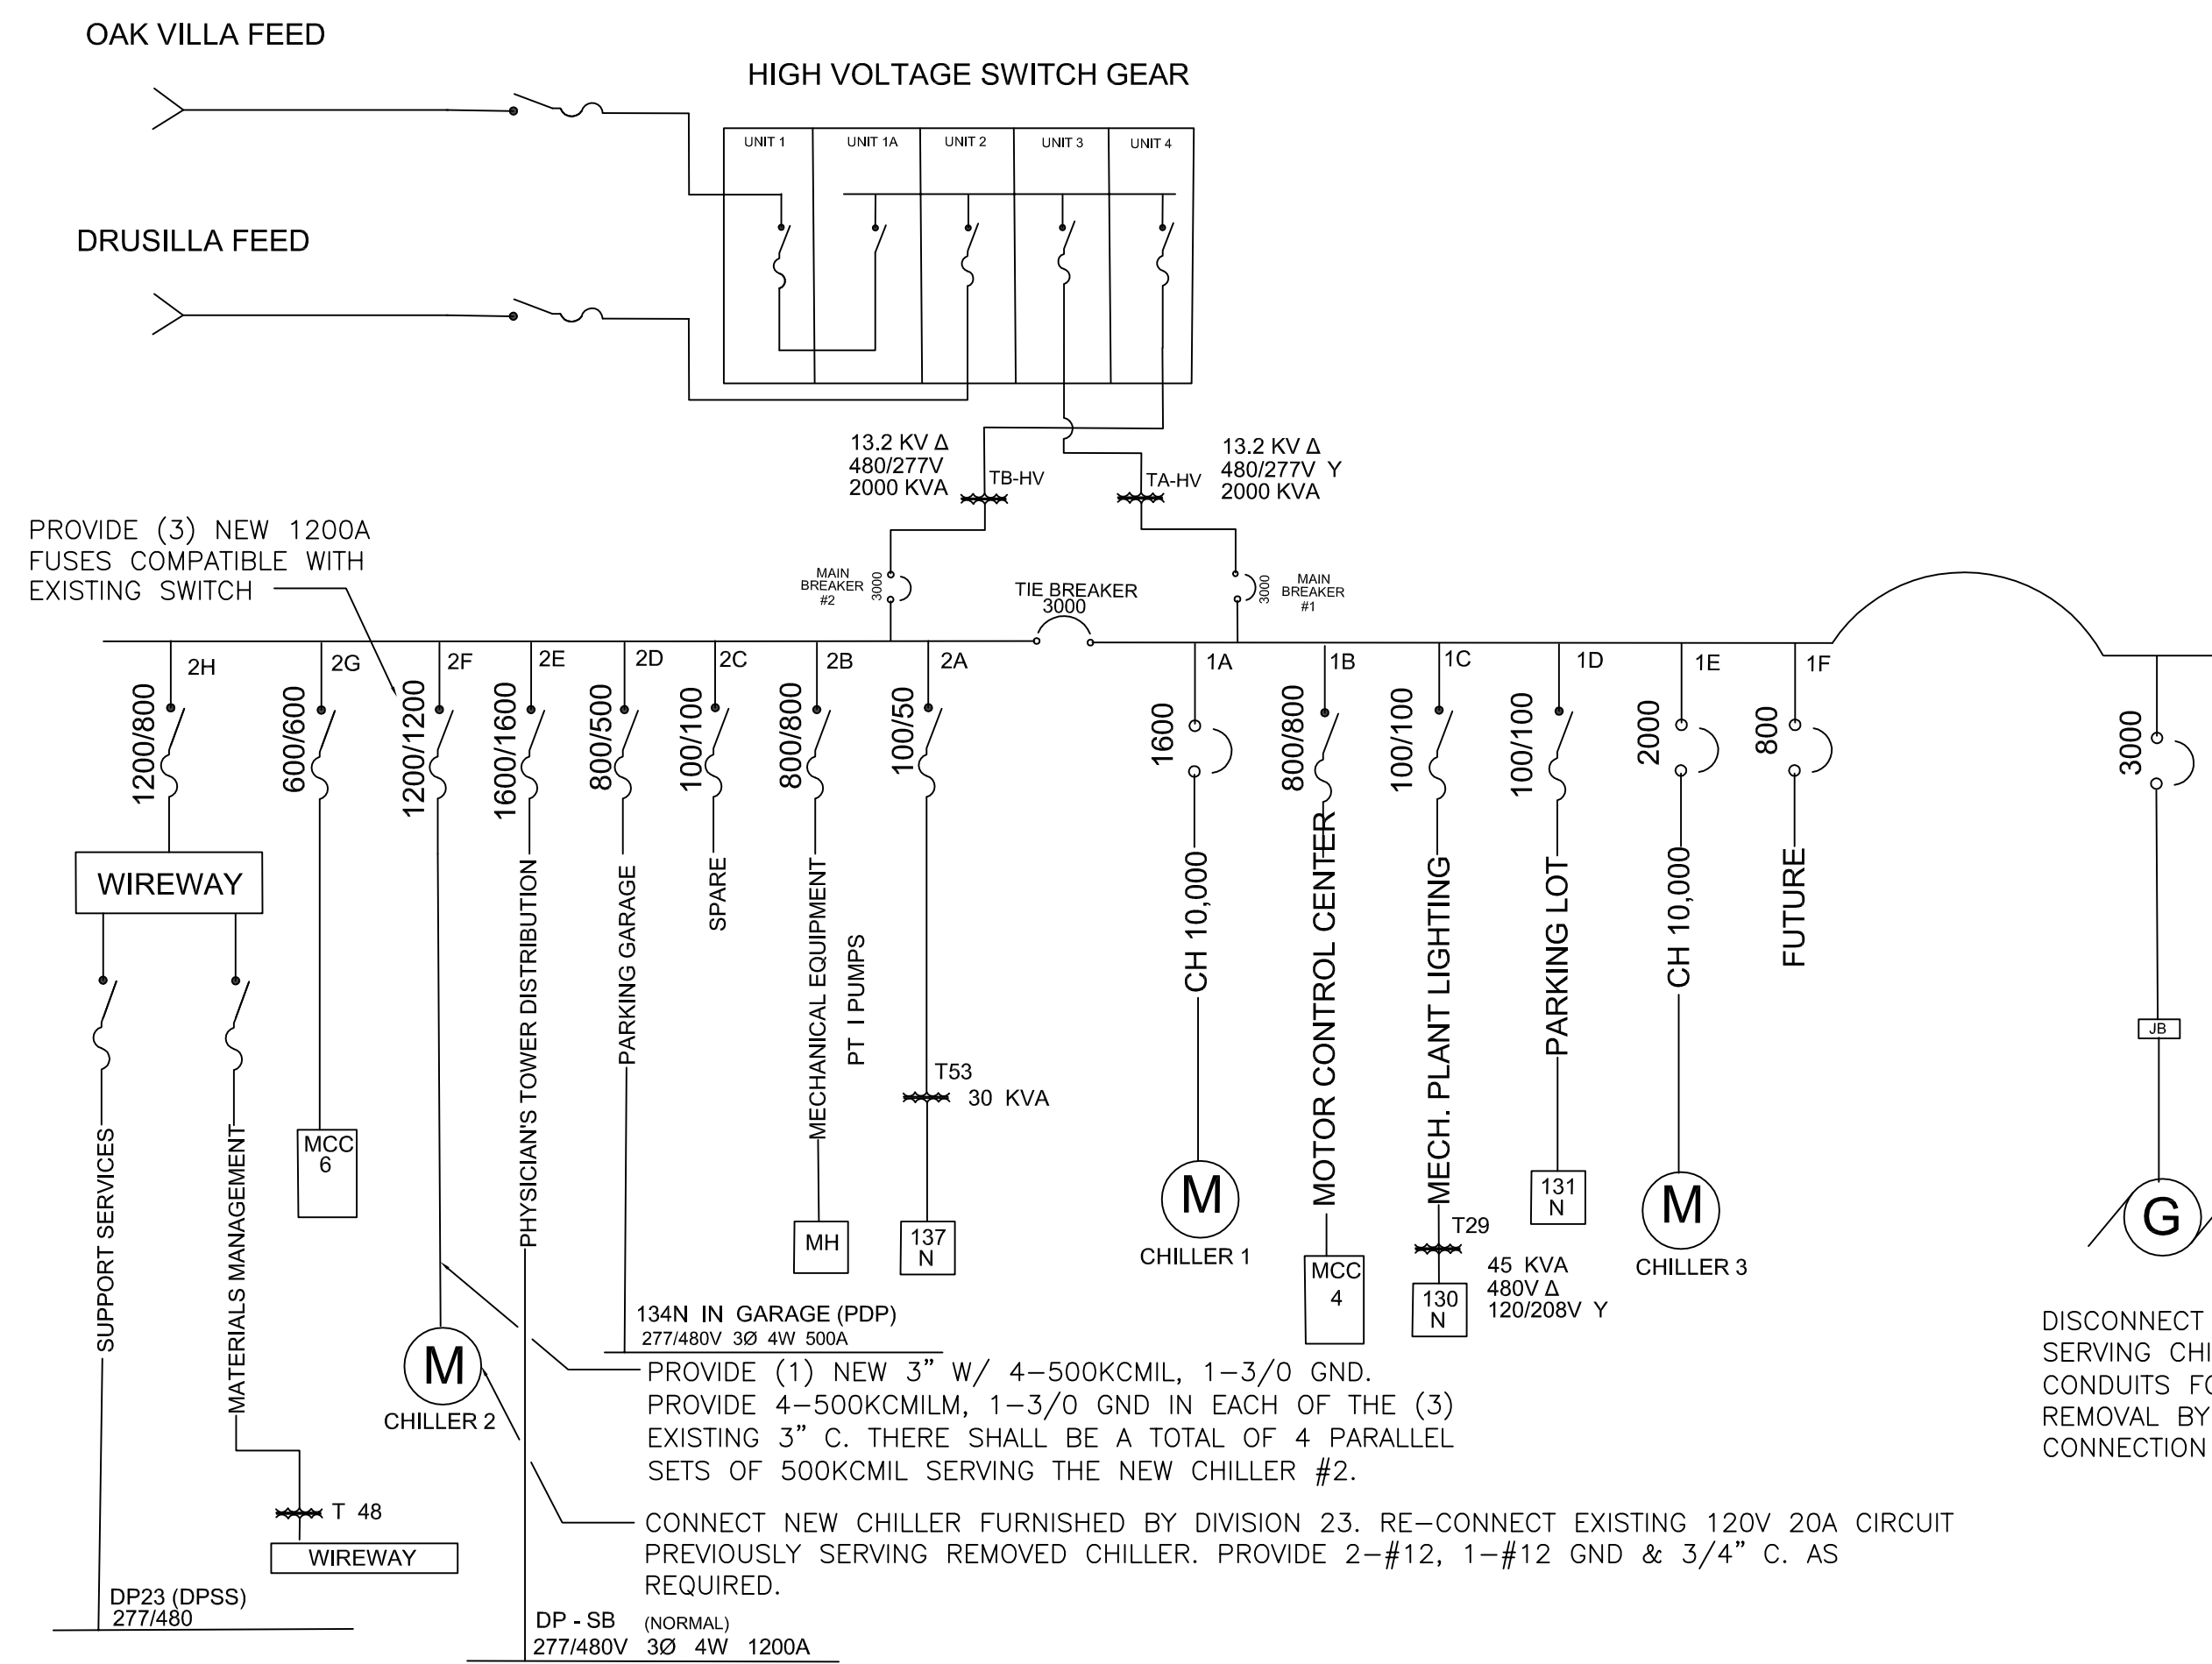 OAK VILLA FEED
HIGH VOLTAGE SWITCH GEAR
UNIT 1
UNIT 1A
UNIT 2
UNIT 3
UNIT 4
DRUSILLA FEED
13.2 KV Δ
480/277V
2000 KVA
TB-HV
TA-HV
13.2 KV Δ
480/277V Y
2000 KVA
PROVIDE (3) NEW 1200A
FUSES COMPATIBLE WITH
EXISTING SWITCH
MAIN
BREAKER
#2
3000
TIE BREAKER
3000
3000
MAIN
BREAKER
#1
2H
2G
2F
2E
2D
2C
2B
2A
1A
1B
1C
1D
1E
1F
1200/800
600/600
1200/1200
1600/1600
800/500
100/100
800/800
100/50
1600
800/800
100/100
100/100
2000
800
3000
WIREWAY
SUPPORT SERVICES
MATERIALS MANAGEMENT
MCC
6
PHYSICIAN'S TOWER DISTRIBUTION
PARKING GARAGE
SPARE
MECHANICAL EQUIPMENT
PT I PUMPS
T53
30 KVA
CH 10,000
MOTOR CONTROL CENTER
MECH. PLANT LIGHTING
PARKING LOT
CH 10,000
FUTURE
JB
MH
137
N
M
CHILLER 1
MCC
4
T29
130
N
45 KVA
480V Δ
120/208V Y
131
N
M
CHILLER 3
G
134N IN GARAGE (PDP)
277/480V 3Ø 4W 500A
M
CHILLER 2
PROVIDE (1) NEW 3” W/ 4-500KCMIL, 1-3/0 GND.
PROVIDE 4-500KCMILM, 1-3/0 GND IN EACH OF THE (3)
EXISTING 3” C. THERE SHALL BE A TOTAL OF 4 PARALLEL
SETS OF 500KCMIL SERVING THE NEW CHILLER #2.
DISCONNECT
SERVING CHI
CONDUITS FO
REMOVAL BY
CONNECTION
T 48
WIREWAY
CONNECT NEW CHILLER FURNISHED BY DIVISION 23. RE-CONNECT EXISTING 120V 20A CIRCUIT
PREVIOUSLY SERVING REMOVED CHILLER. PROVIDE 2-#12, 1-#12 GND & 3/4” C. AS
REQUIRED.
DP23 (DPSS)
277/480
DP - SB (NORMAL)
277/480V 3Ø 4W 1200A